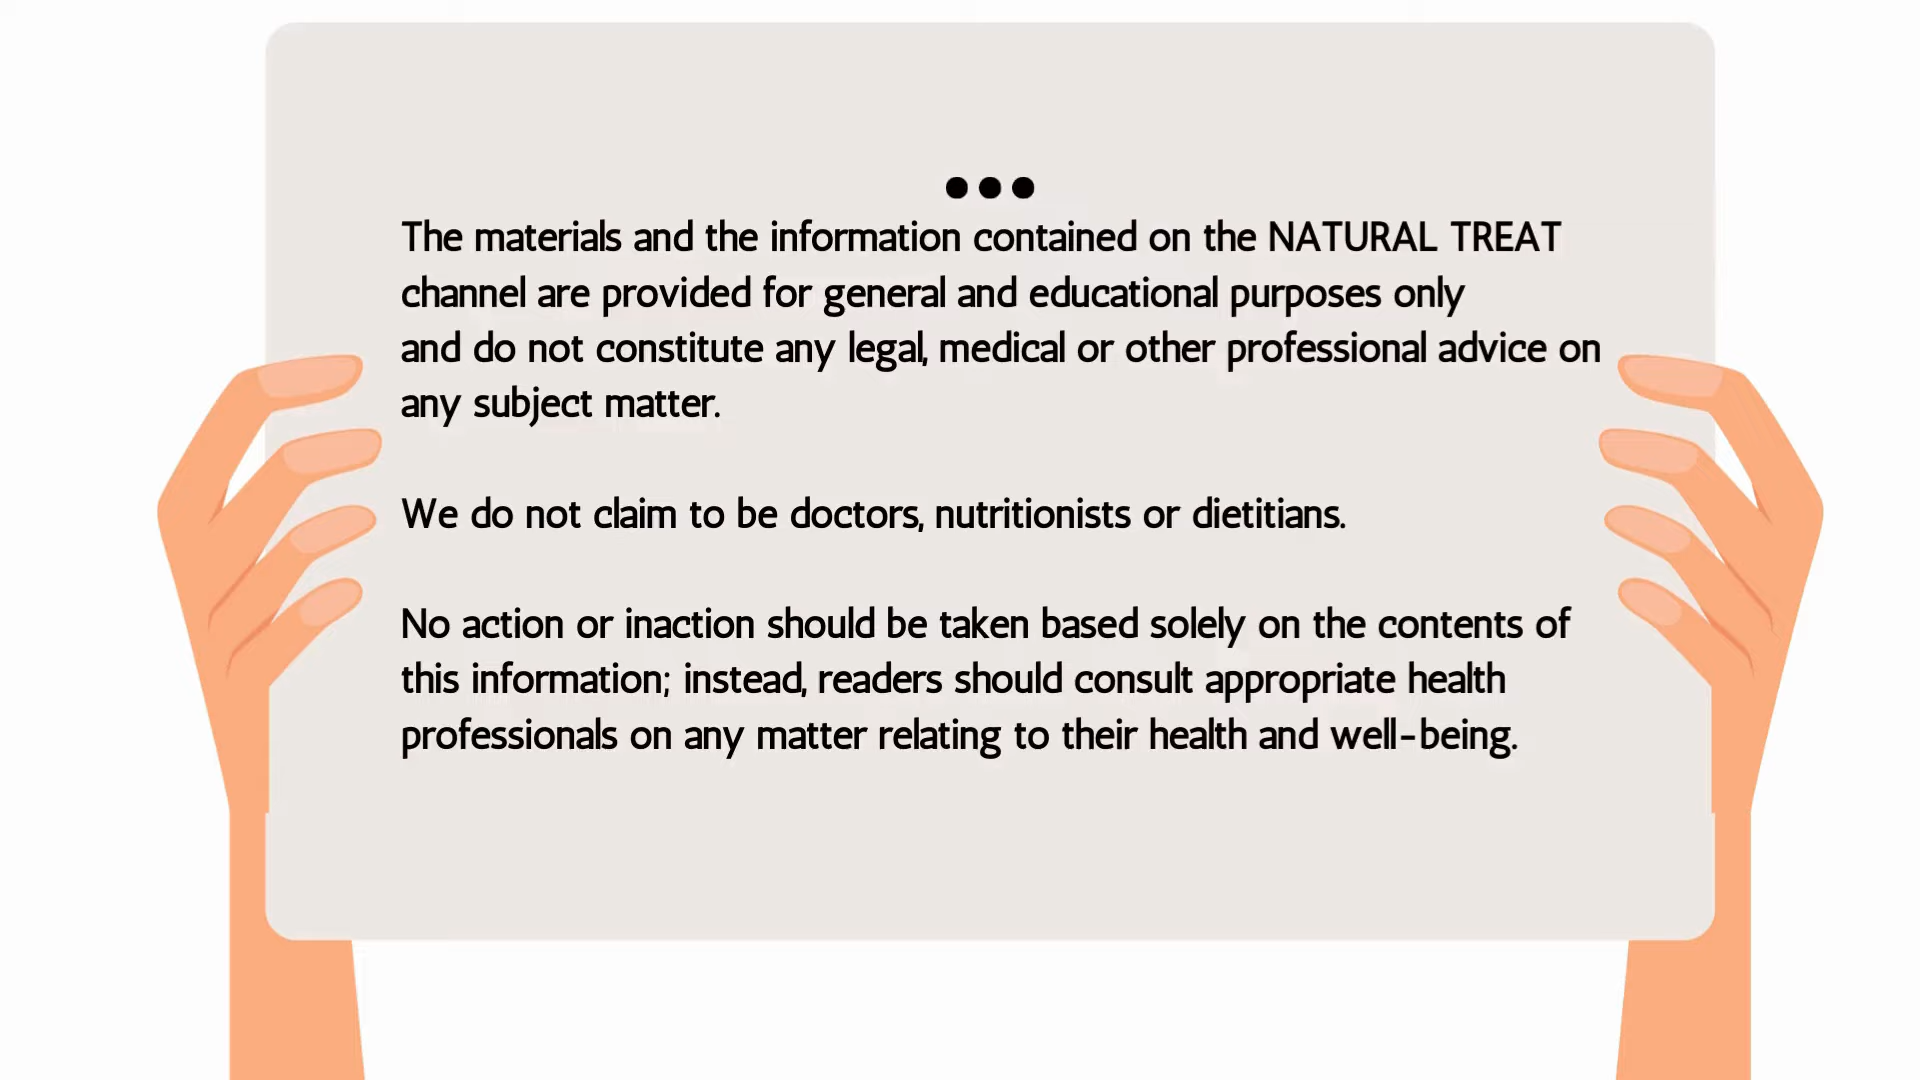 The materials and the information contained on the NATURAL TREAT
channel are provided for general and educational purposes only
and do not constitute any legal, medical or other professional advice on
any subject matter.
We do not claim to be doctors, nutritionists or dietitians.
No action or inaction should be taken based solely on the contents of
this information; instead, readers should consult appropriate health
professionals on any matter relating to their health and well-being.